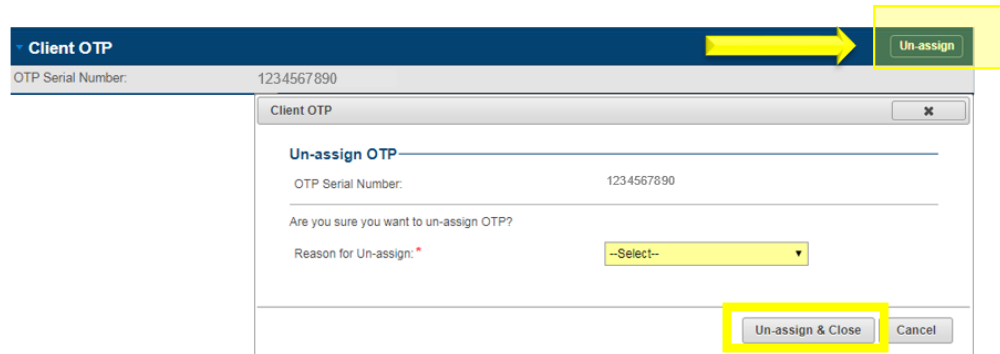 Client OTP
Un-assign
OTP Serial Number: 1234567890
Client OTP
Un-assign OTP
OTP Serial Number: 1234567890
Are you sure you want to un-assign OTP?
Reason for Un-assign: * --Select--
Un-assign & Close Cancel